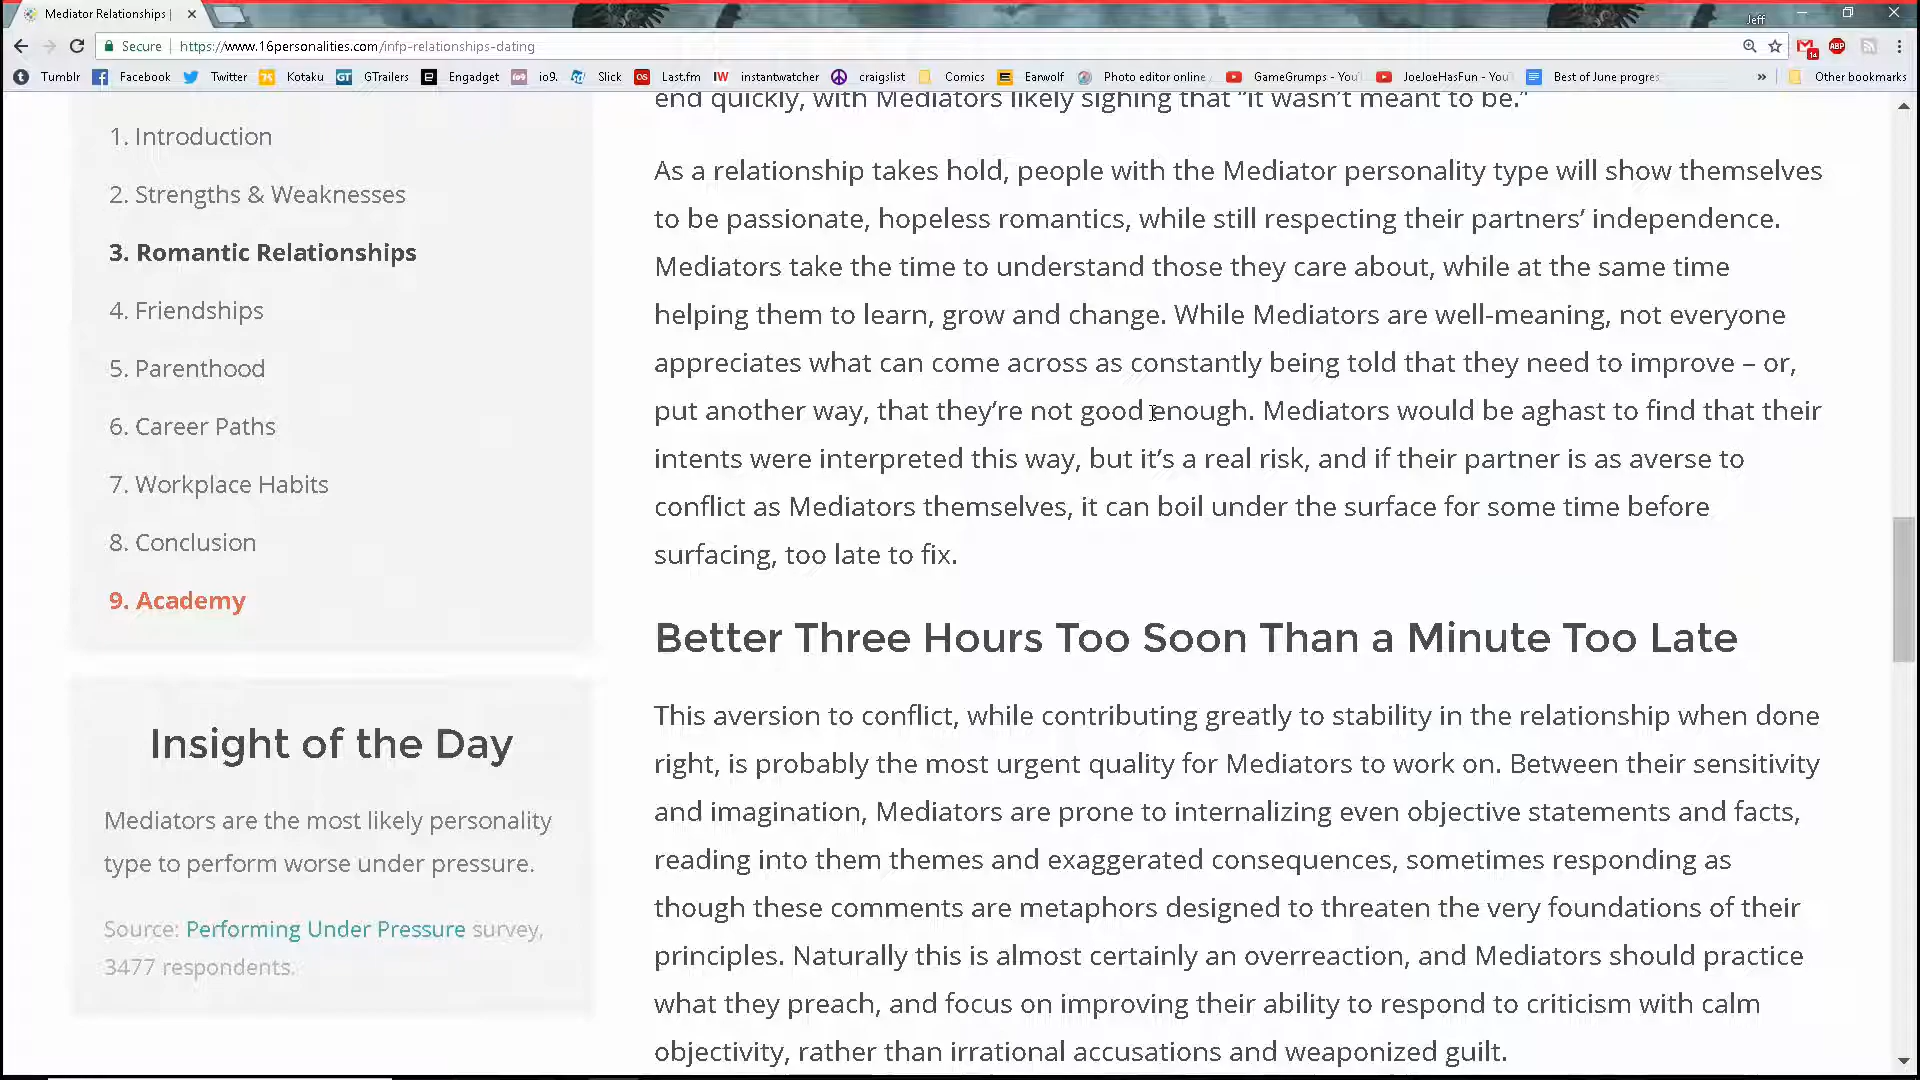 Mediator Relationships |
Jeff
Secure | https://www.16personalities.com/infp-relationships-dating
14
ABP
Tumblr Facebook Twitter Kotaku GT GTrailers Engadget io9. Slick os Last.fm IW instantwatcher craigslist Comics Earwolf Photo editor online GameGrumps - You JoeJoeHasFun - You Best of June progres » Other bookmarks
1. Introduction
2. Strengths & Weaknesses
3. Romantic Relationships
4. Friendships
5. Parenthood
6. Career Paths
7. Workplace Habits
8. Conclusion
9. Academy
Insight of the Day
Mediators are the most likely personality
type to perform worse under pressure.
Source: Performing Under Pressure survey,
3477 respondents.
end quickly, with Mediators likely sighing that “it wasn’t meant to be.”
As a relationship takes hold, people with the Mediator personality type will show themselves
to be passionate, hopeless romantics, while still respecting their partners’ independence.
Mediators take the time to understand those they care about, while at the same time
helping them to learn, grow and change. While Mediators are well-meaning, not everyone
appreciates what can come across as constantly being told that they need to improve – or,
put another way, that they’re not good enough. Mediators would be aghast to find that their
intents were interpreted this way, but it’s a real risk, and if their partner is as averse to
conflict as Mediators themselves, it can boil under the surface for some time before
surfacing, too late to fix.
Better Three Hours Too Soon Than a Minute Too Late
This aversion to conflict, while contributing greatly to stability in the relationship when done
right, is probably the most urgent quality for Mediators to work on. Between their sensitivity
and imagination, Mediators are prone to internalizing even objective statements and facts,
reading into them themes and exaggerated consequences, sometimes responding as
though these comments are metaphors designed to threaten the very foundations of their
principles. Naturally this is almost certainly an overreaction, and Mediators should practice
what they preach, and focus on improving their ability to respond to criticism with calm
objectivity, rather than irrational accusations and weaponized guilt.